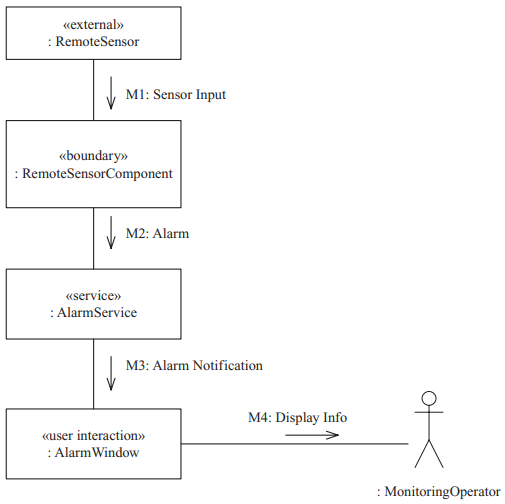 «external»
: RemoteSensor
M1: Sensor Input
«boundary»
: RemoteSensorComponent
M2: Alarm
«service»
: AlarmService
M3: Alarm Notification
«user interaction»
: AlarmWindow
M4: Display Info
: MonitoringOperator